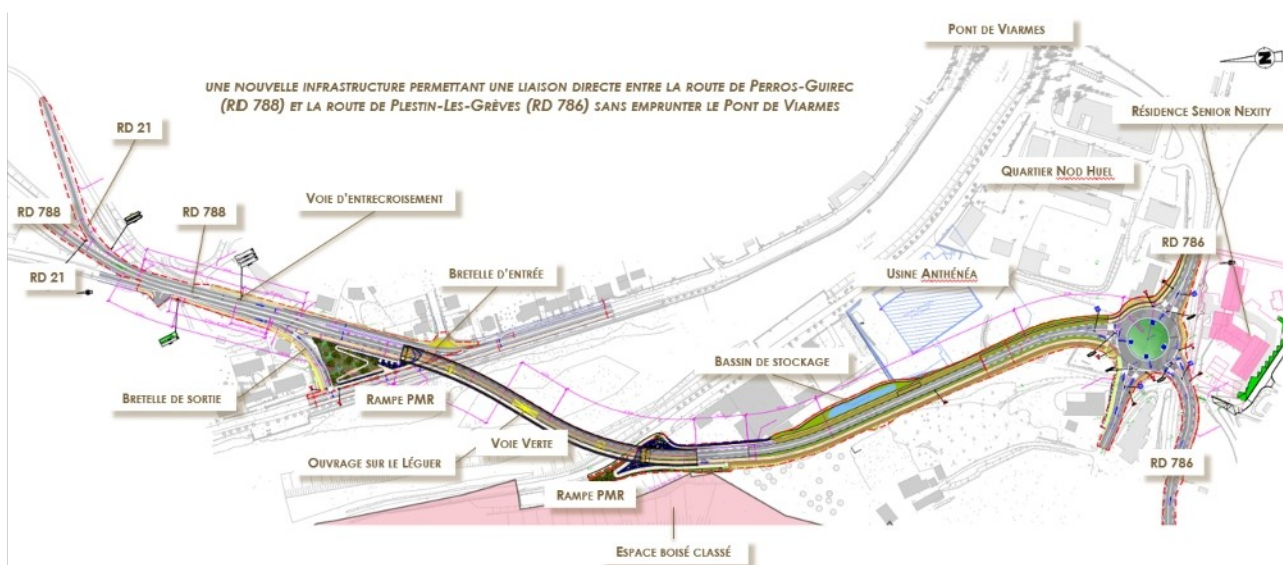 PONT DE VIARMES
N
UNE NOUVELLE INFRASTRUCTURE PERMETTANT UNE LIAISON DIRECTE ENTRE LA ROUTE DE PERROS-GUIREC
(RD 788) ET LA ROUTE DE PLESTIN-LES-GRÈVES (RD 786) SANS EMPRUNTER LE PONT DE VIARMES
RÉSIDENCE SENIOR NEXITY
RD 21
QUARTIER NOD HUEL
RD 788
RD 788
VOIE D'ENTRECROISEMENT
RD 786
RD 21
BRETELLE D'ENTRÉE
USINE ANTHÉNÉA
BASSIN DE STOCKAGE
BRETELLE DE SORTIE
RAMPE PMR
VOIE VERTE
OUVRAGE SUR LE LÉGUER
RD 786
RAMPE PMR
ESPACE BOISÉ CLASSÉ